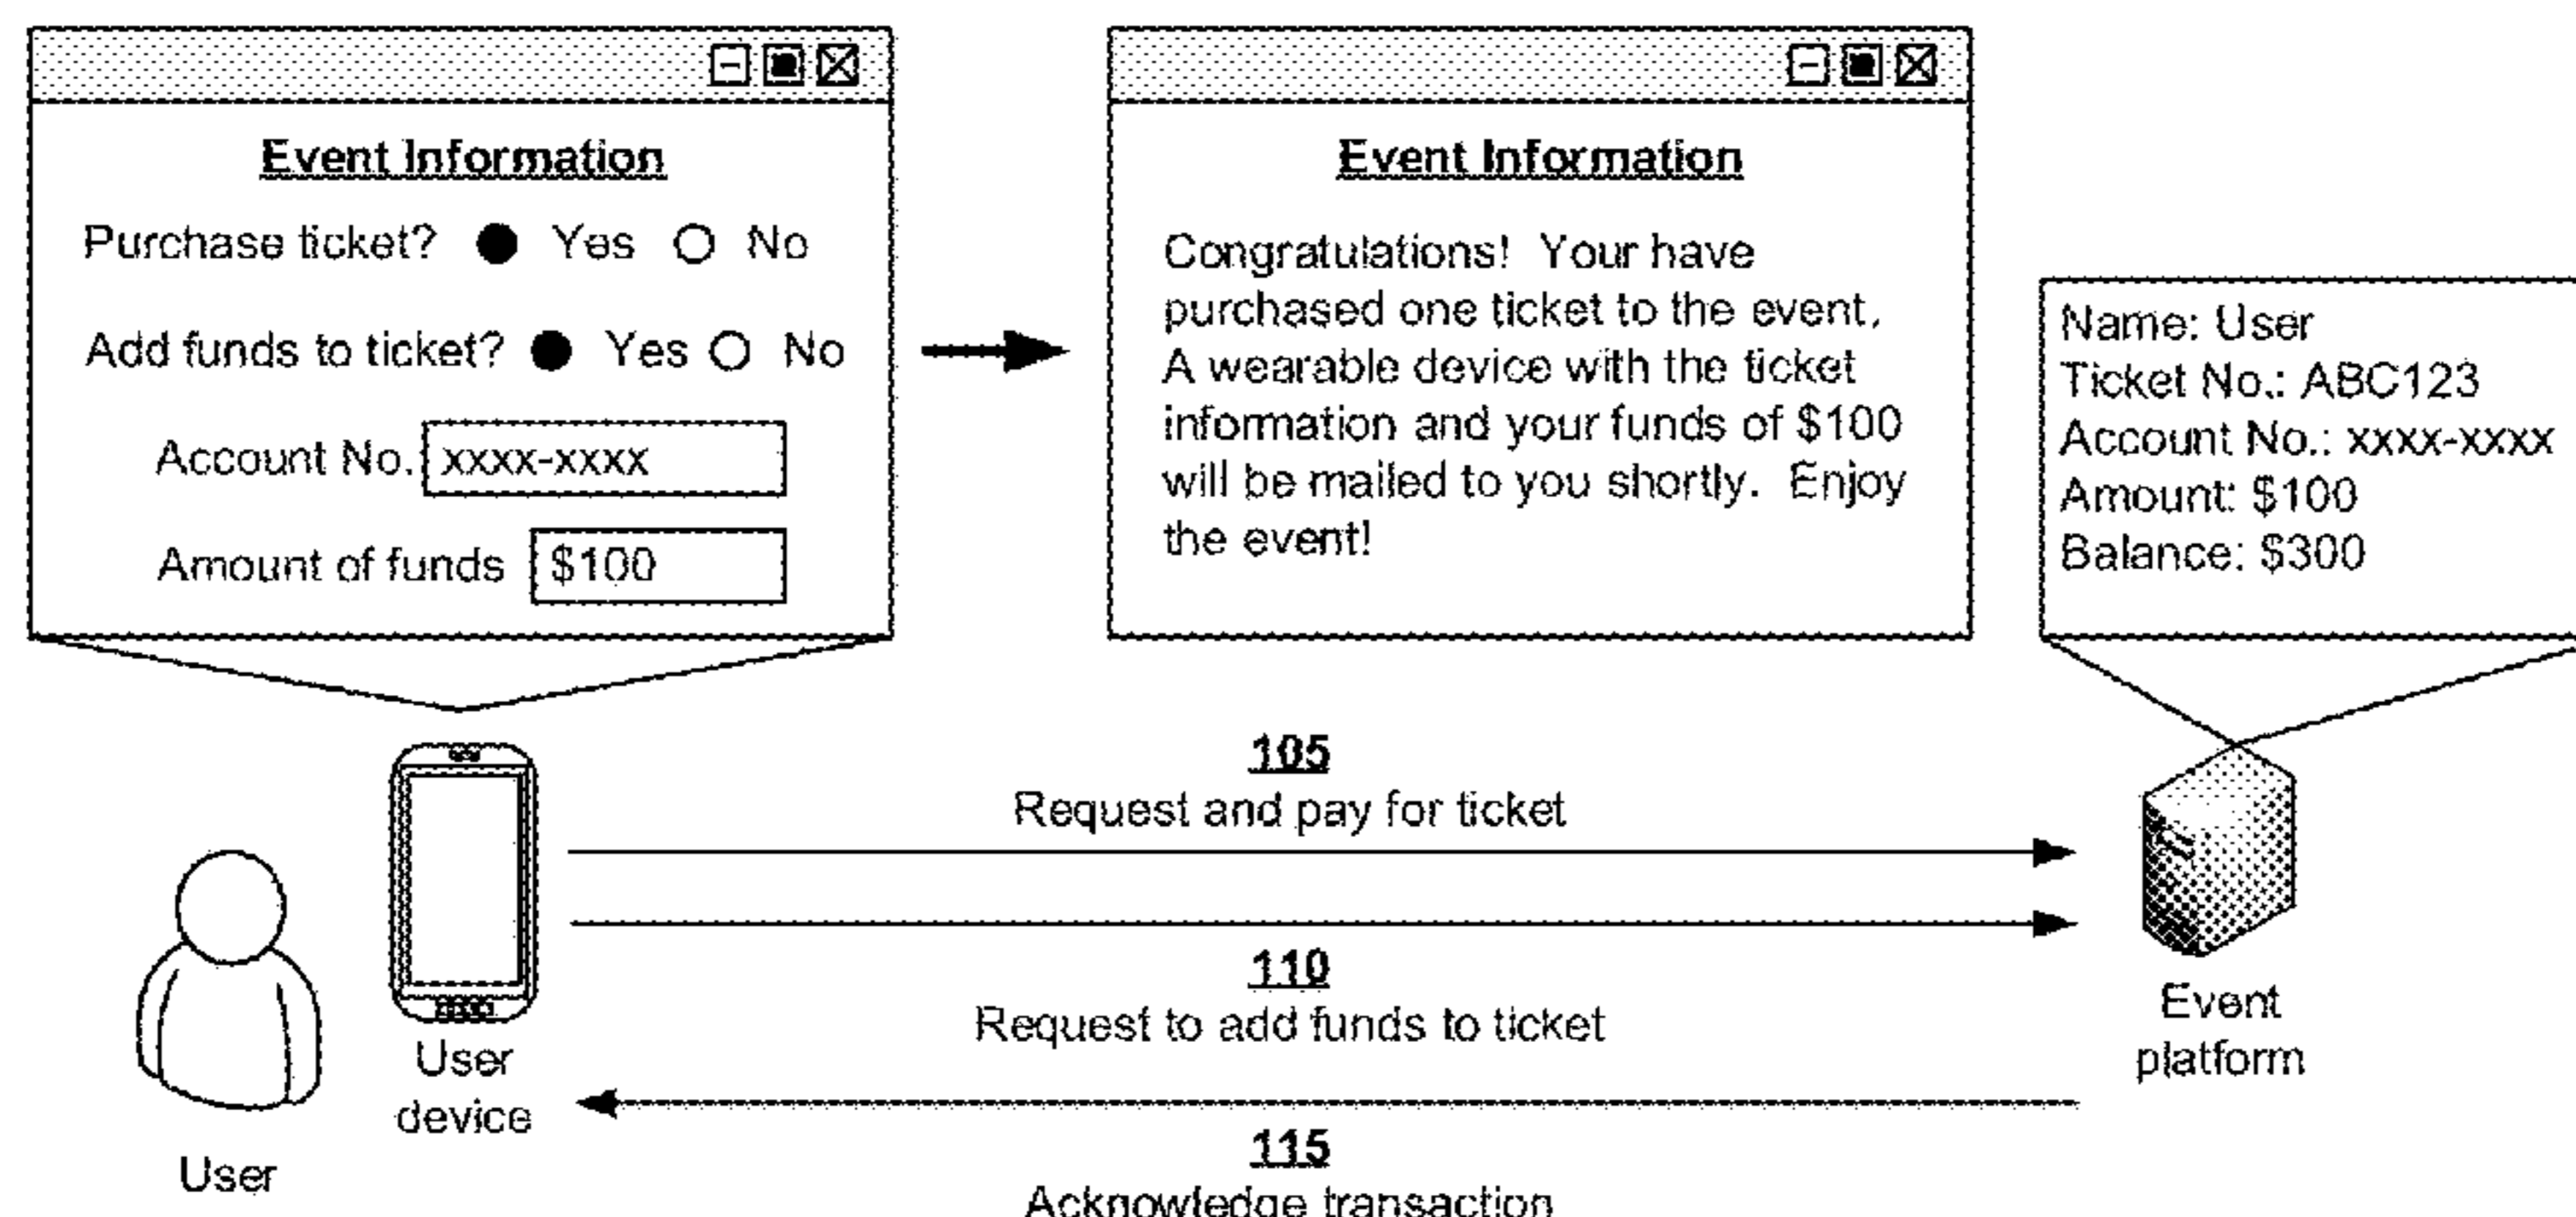 Event Information
Purchase ticket? Yes No
Add funds to ticket? Yes No
Account No. xxxx-xxxx
Amount of funds $100
Event Information
Congratulations! Your have
purchased one ticket to the event.
A wearable device with the ticket
information and your funds of $100
will be mailed to you shortly. Enjoy
the event!
Name: User
Ticket No.: ABC123
Account No.: xxxx-xxxx
Amount: $100
Balance: $300
105
Request and pay for ticket
110
Request to add funds to ticket
115
Acknowledge transaction
User
User
device
Event
platform